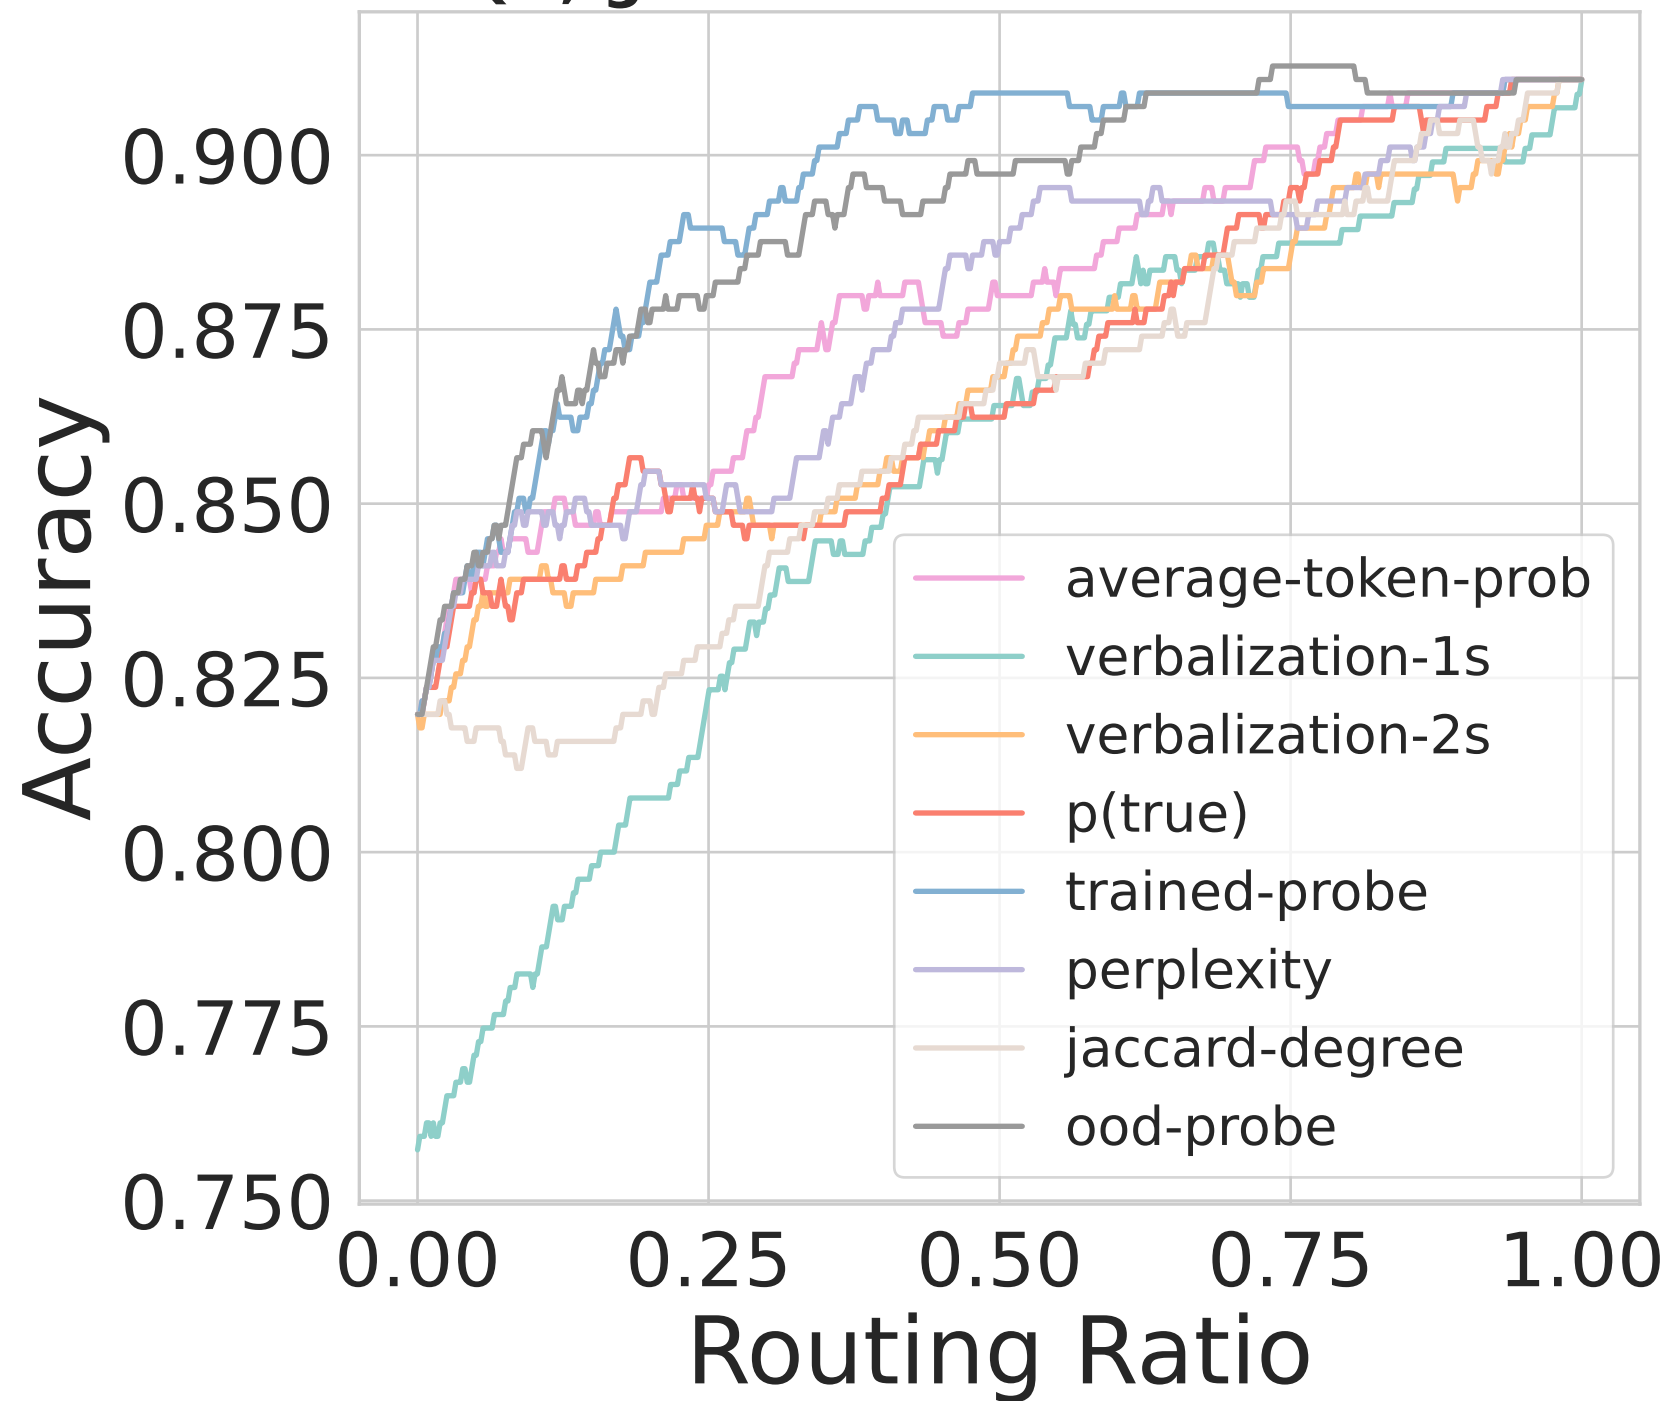 Accuracy
0.900
0.875
0.850
0.825
0.800
0.775
0.750
average-token-prob
verbalization-1s
verbalization-2s
p(true)
trained-probe
perplexity
jaccard-degree
ood-probe
0.00 0.25 0.50 0.75 1.00
Routing Ratio